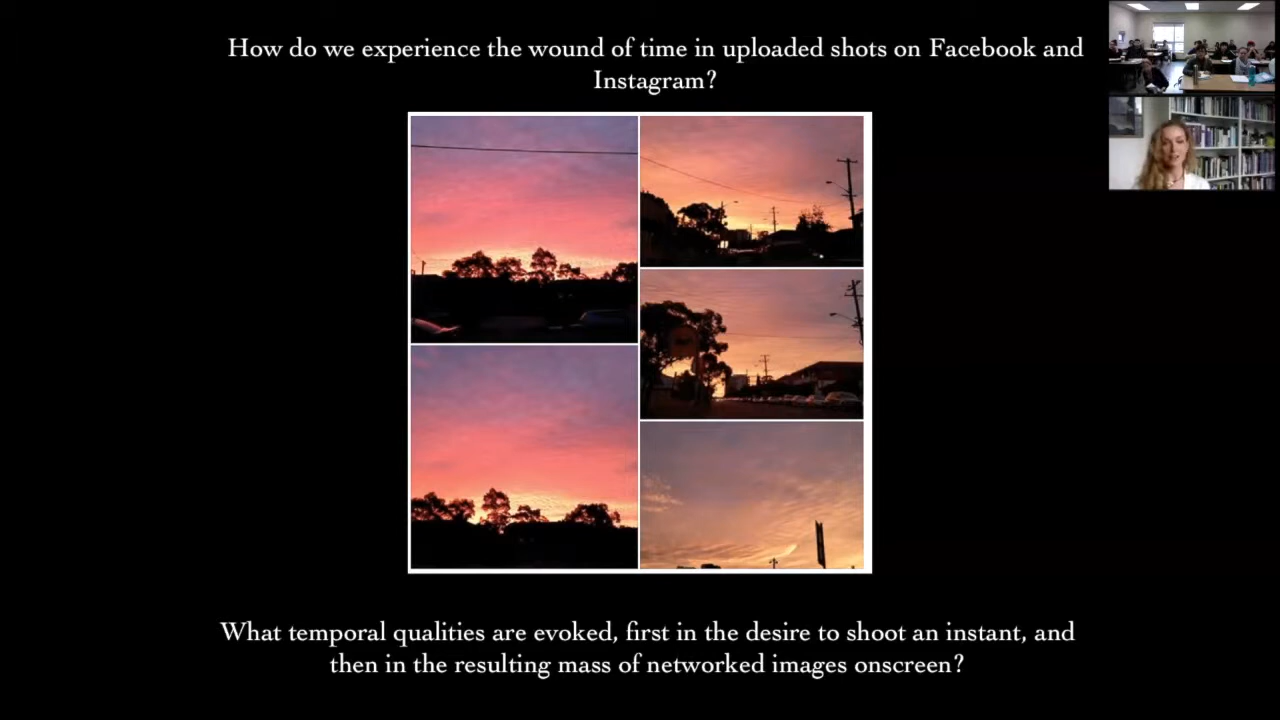 How do we experience the wound of time in uploaded shots on Facebook and
Instagram?
What temporal qualities are evoked, first in the desire to shoot an instant, and
then in the resulting mass of networked images onscreen?